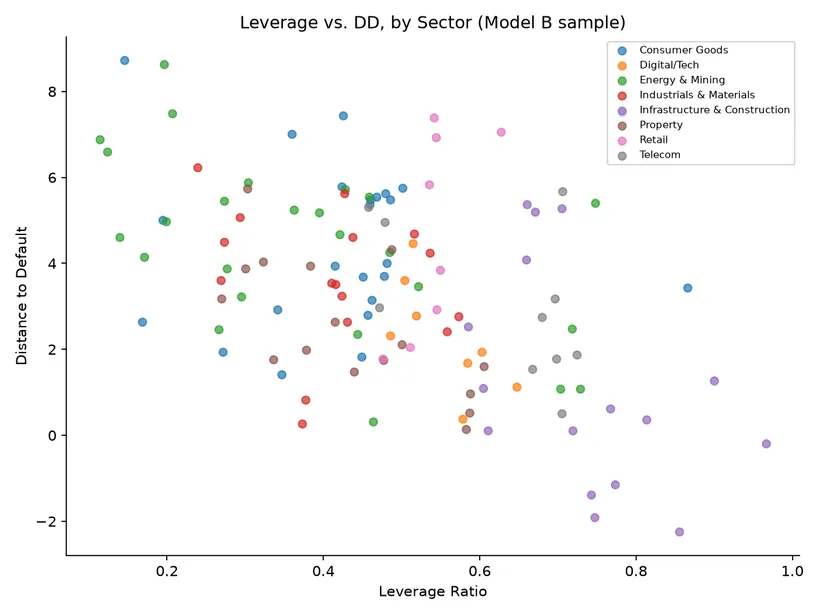 Leverage vs. DD, by Sector (Model B sample)
Consumer Goods
Digital/Tech
Energy & Mining
Industrials & Materials
Infrastructure & Construction
Property
Retail
Telecom
Distance to Default
8
6
4
2
0
−2
0.2 0.4 0.6 0.8 1.0
Leverage Ratio